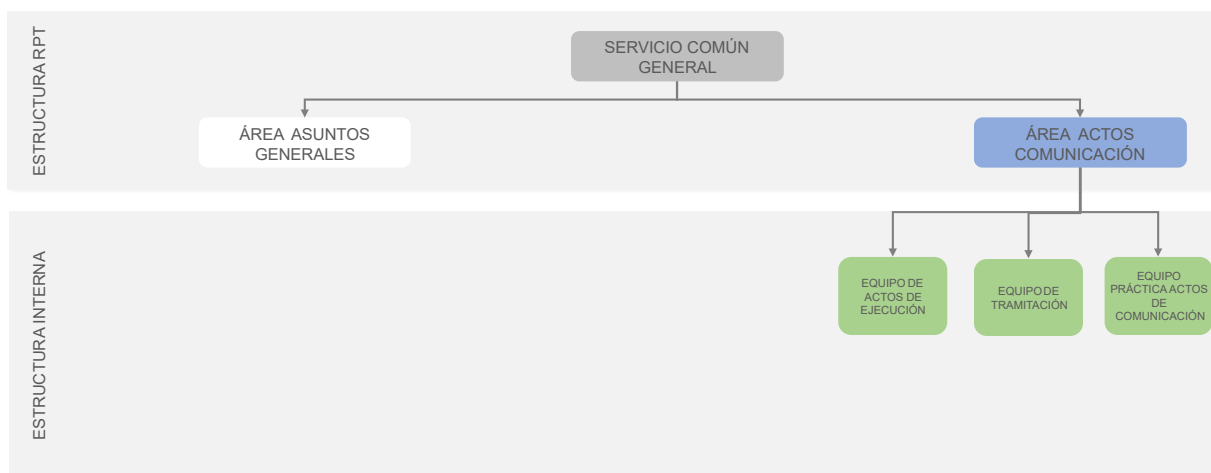 ESTRUCTURA RPT
SERVICIO COMÚN
GENERAL
ÁREA ASUNTOS
GENERALES
ÁREA ACTOS
COMUNICACIÓN
ESTRUCTURA INTERNA
EQUIPO DE
ACTOS DE
EJECUCIÓN
EQUIPO DE
TRAMITACIÓN
EQUIPO
PRÁCTICA ACTOS
DE
COMUNICACIÓN